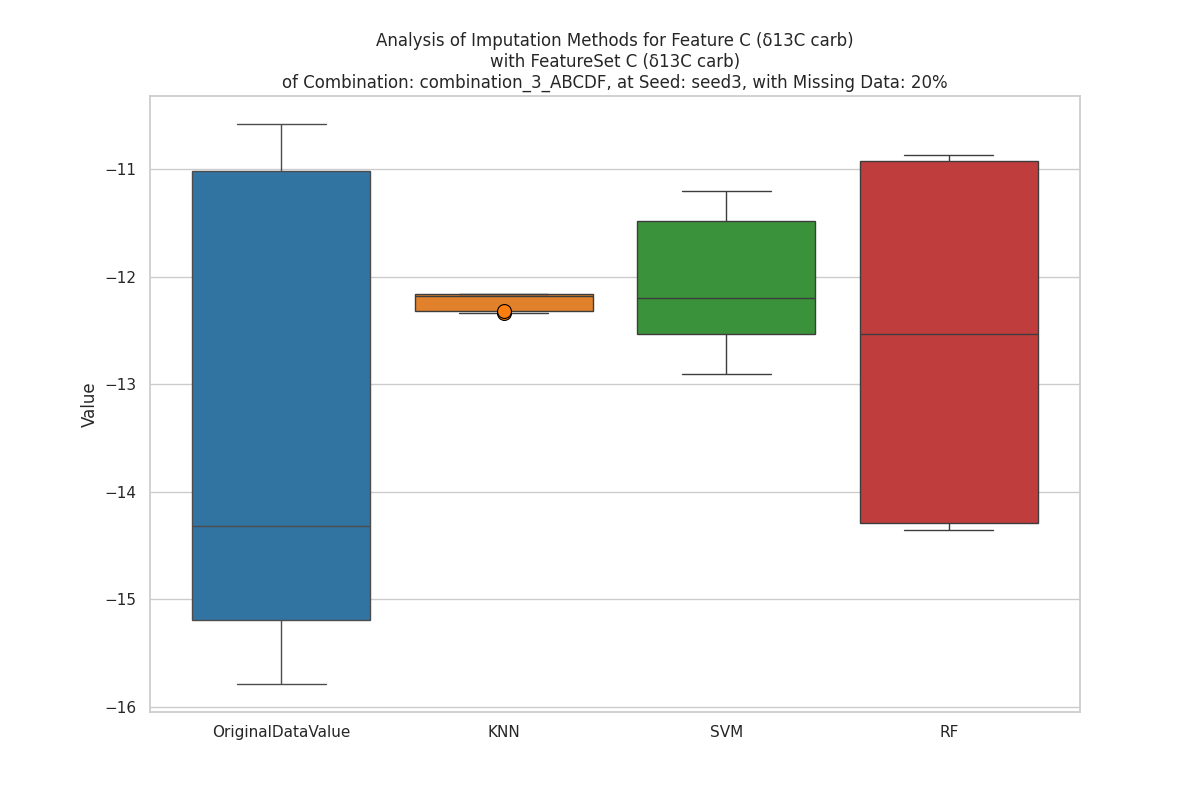 Analysis of Imputation Methods for Feature C (δ13C carb)
with FeatureSet C (δ13C carb)
of Combination: combination_3_ABCDF, at Seed: seed3, with Missing Data: 20%
Value
−11
−12
−13
−14
−15
−16
OriginalDataValue
KNN
SVM
RF